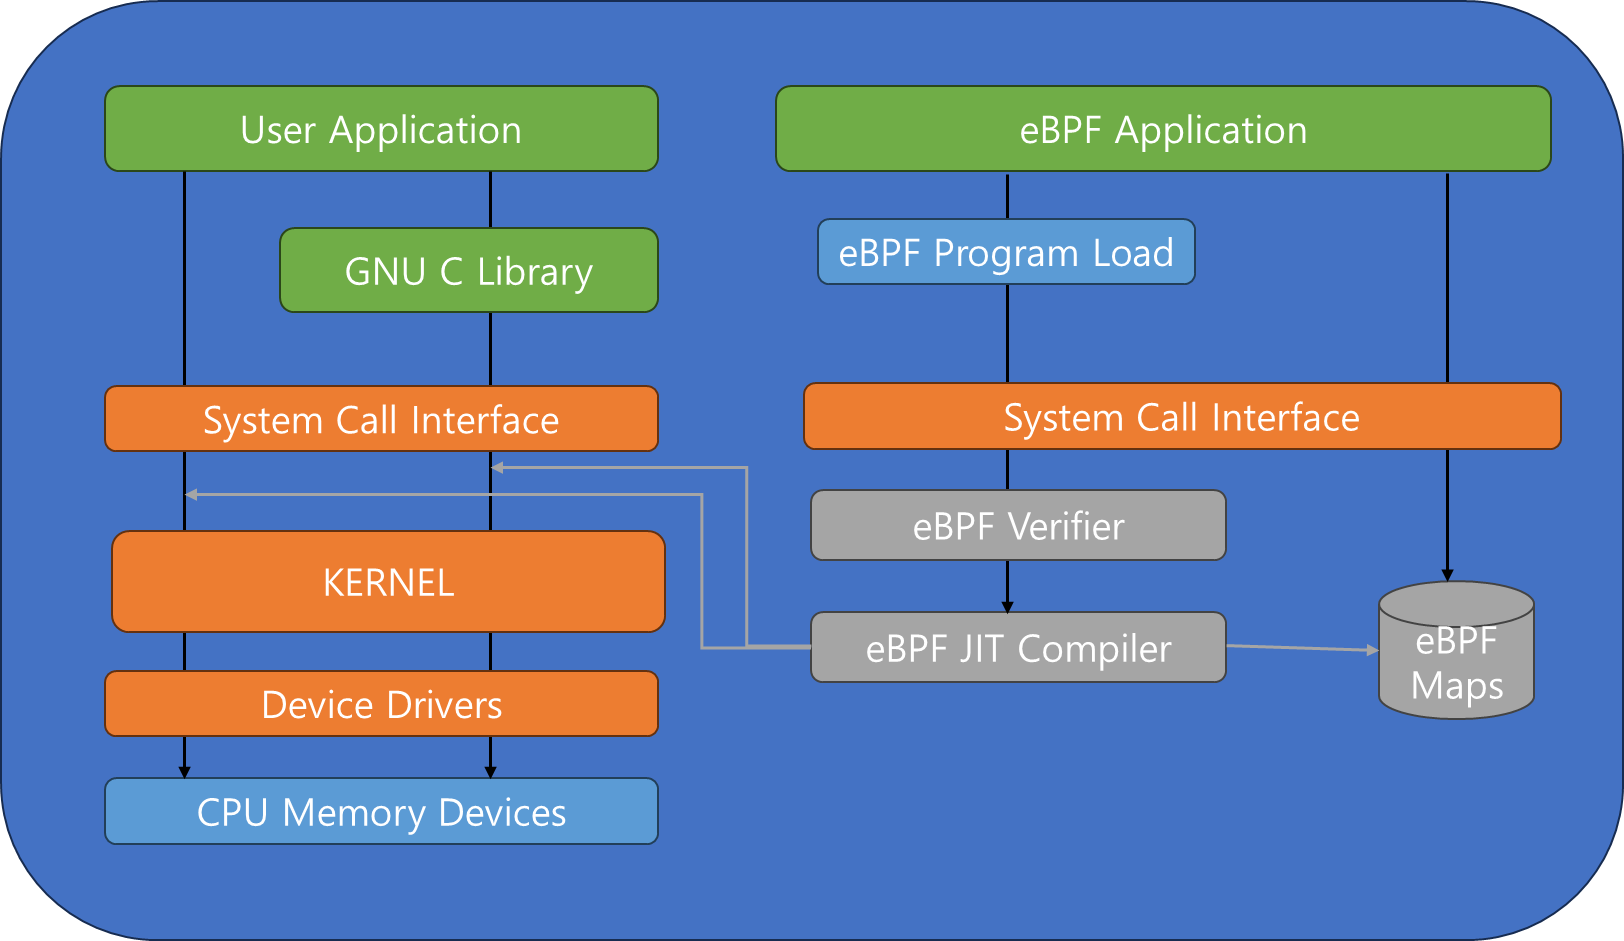 User Application
GNU C Library
System Call Interface
KERNEL
Device Drivers
CPU Memory Devices
eBPF Application
eBPF Program Load
System Call Interface
eBPF Verifier
eBPF JIT Compiler
eBPF
Maps